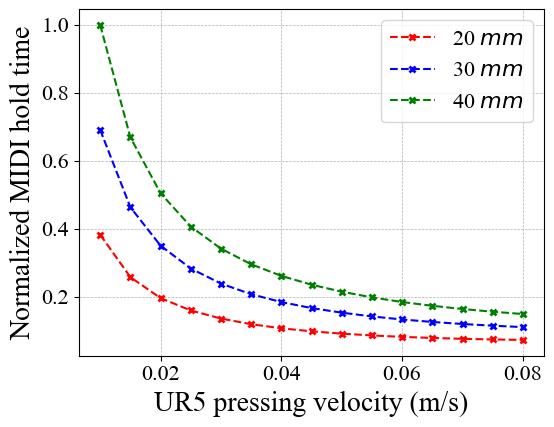 Normalized MIDI hold time
1.0
0.8
0.6
0.4
0.2
20 mm
30 mm
40 mm
0.02 0.04 0.06 0.08
UR5 pressing velocity (m/s)